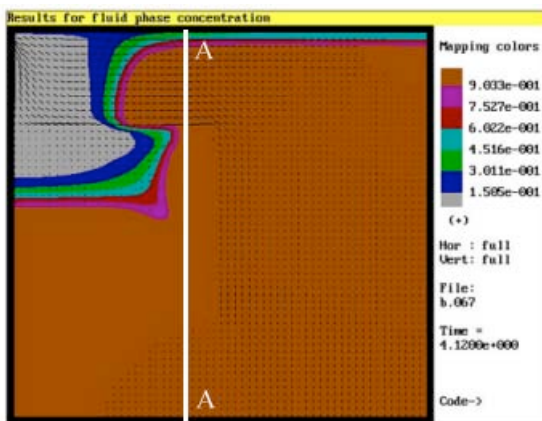 Results for fluid phase concentration
A
Mapping colors
9.033e-001
7.527e-001
6.022e-001
4.516e-001
3.011e-001
1.505e-001
(+)
Hor : full
Vert: full
File:
b.067
Time =
4.1200e+000
A
Code->